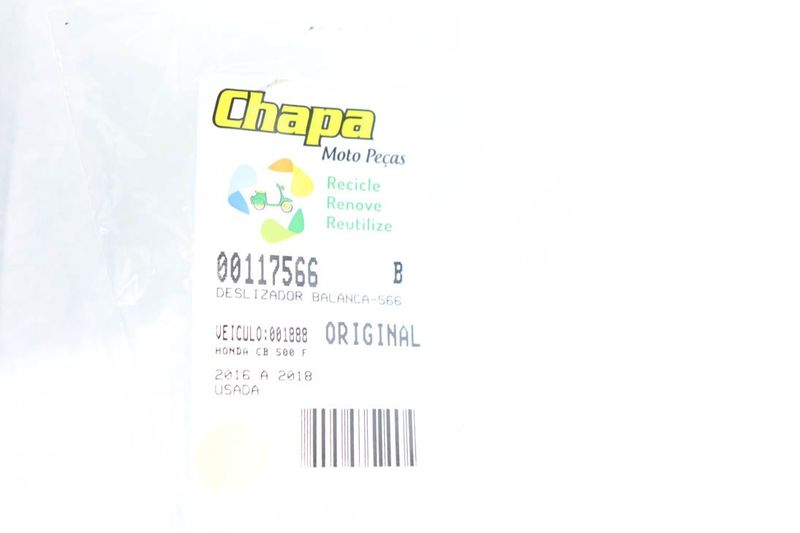 Chapa
Moto Peças
Recicle
Renove
Reutilize
00117566 B
DESLIZADOR BALANCA-566
VEICULO:001888 ORIGINAL
HONDA CB 500 F
2016 A 2018
USADA